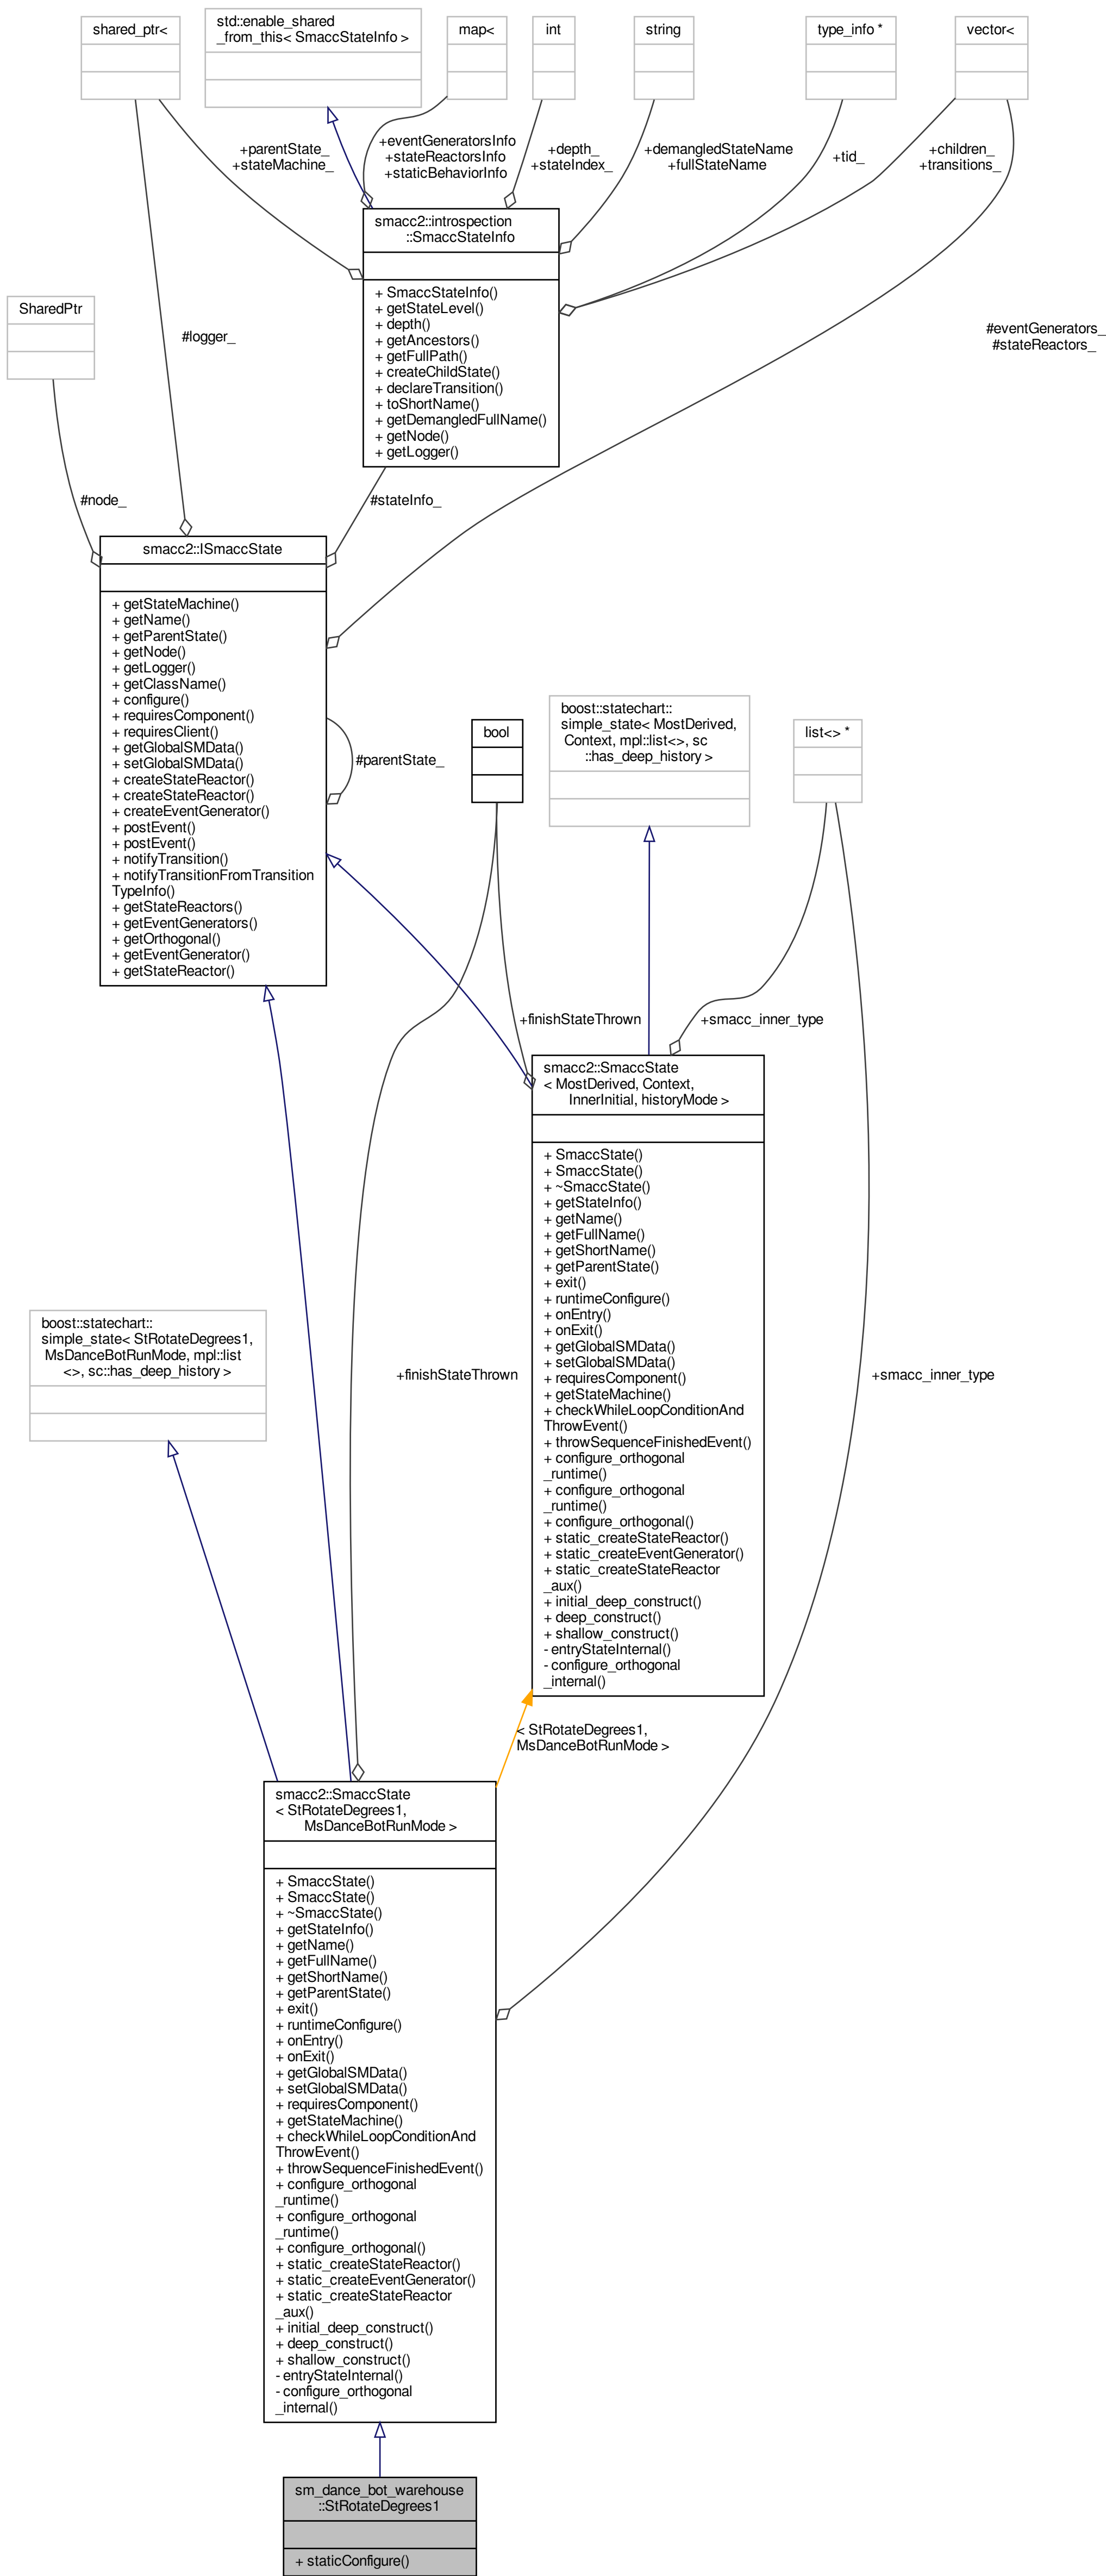 shared_ptr<
std::enable_shared
_from_this< SmaccStateInfo >
map<
int
string
type_info *
vector<
+parentState_
+stateMachine_
+eventGeneratorsInfo
+stateReactorsInfo
+staticBehaviorInfo
+depth_
+stateIndex_
+demangledStateName
+fullStateName
+tid_
+children_
+transitions_
smacc2::introspection
::SmaccStateInfo
+ SmaccStateInfo()
+ getStateLevel()
+ depth()
+ getAncestors()
+ getFullPath()
+ createChildState()
+ declareTransition()
+ toShortName()
+ getDemangledFullName()
+ getNode()
+ getLogger()
SharedPtr
#logger_
#eventGenerators_
#stateReactors_
#node_
#stateInfo_
smacc2::ISmaccState
+ getStateMachine()
+ getName()
+ getParentState()
+ getNode()
+ getLogger()
+ getClassName()
+ configure()
+ requiresComponent()
+ requiresClient()
+ getGlobalSMData()
+ setGlobalSMData()
+ createStateReactor()
+ createStateReactor()
+ createEventGenerator()
+ postEvent()
+ postEvent()
+ notifyTransition()
+ notifyTransitionFromTransition
TypeInfo()
+ getStateReactors()
+ getEventGenerators()
+ getOrthogonal()
+ getEventGenerator()
+ getStateReactor()
#parentState_
bool
boost::statechart::
simple_state< MostDerived,
Context, mpl::list<>, sc
::has_deep_history >
list<> *
+finishStateThrown
+smacc_inner_type
smacc2::SmaccState
< MostDerived, Context,
InnerInitial, historyMode >
+ SmaccState()
+ SmaccState()
+ ~SmaccState()
+ getStateInfo()
+ getName()
+ getFullName()
+ getShortName()
+ getParentState()
+ exit()
+ runtimeConfigure()
+ onEntry()
+ onExit()
+ getGlobalSMData()
+ setGlobalSMData()
+ requiresComponent()
+ getStateMachine()
+ checkWhileLoopConditionAnd
ThrowEvent()
+ throwSequenceFinishedEvent()
+ configure_orthogonal
_runtime()
+ configure_orthogonal
_runtime()
+ configure_orthogonal()
+ static_createStateReactor()
+ static_createEventGenerator()
+ static_createStateReactor
_aux()
+ initial_deep_construct()
+ deep_construct()
+ shallow_construct()
- entryStateInternal()
- configure_orthogonal
_internal()
boost::statechart::
simple_state< StRotateDegrees1,
MsDanceBotRunMode, mpl::list
<>, sc::has_deep_history >
+finishStateThrown
+smacc_inner_type
< StRotateDegrees1,
MsDanceBotRunMode >
smacc2::SmaccState
< StRotateDegrees1,
MsDanceBotRunMode >
+ SmaccState()
+ SmaccState()
+ ~SmaccState()
+ getStateInfo()
+ getName()
+ getFullName()
+ getShortName()
+ getParentState()
+ exit()
+ runtimeConfigure()
+ onEntry()
+ onExit()
+ getGlobalSMData()
+ setGlobalSMData()
+ requiresComponent()
+ getStateMachine()
+ checkWhileLoopConditionAnd
ThrowEvent()
+ throwSequenceFinishedEvent()
+ configure_orthogonal
_runtime()
+ configure_orthogonal
_runtime()
+ configure_orthogonal()
+ static_createStateReactor()
+ static_createEventGenerator()
+ static_createStateReactor
_aux()
+ initial_deep_construct()
+ deep_construct()
+ shallow_construct()
- entryStateInternal()
- configure_orthogonal
_internal()
sm_dance_bot_warehouse
::StRotateDegrees1
+ staticConfigure()